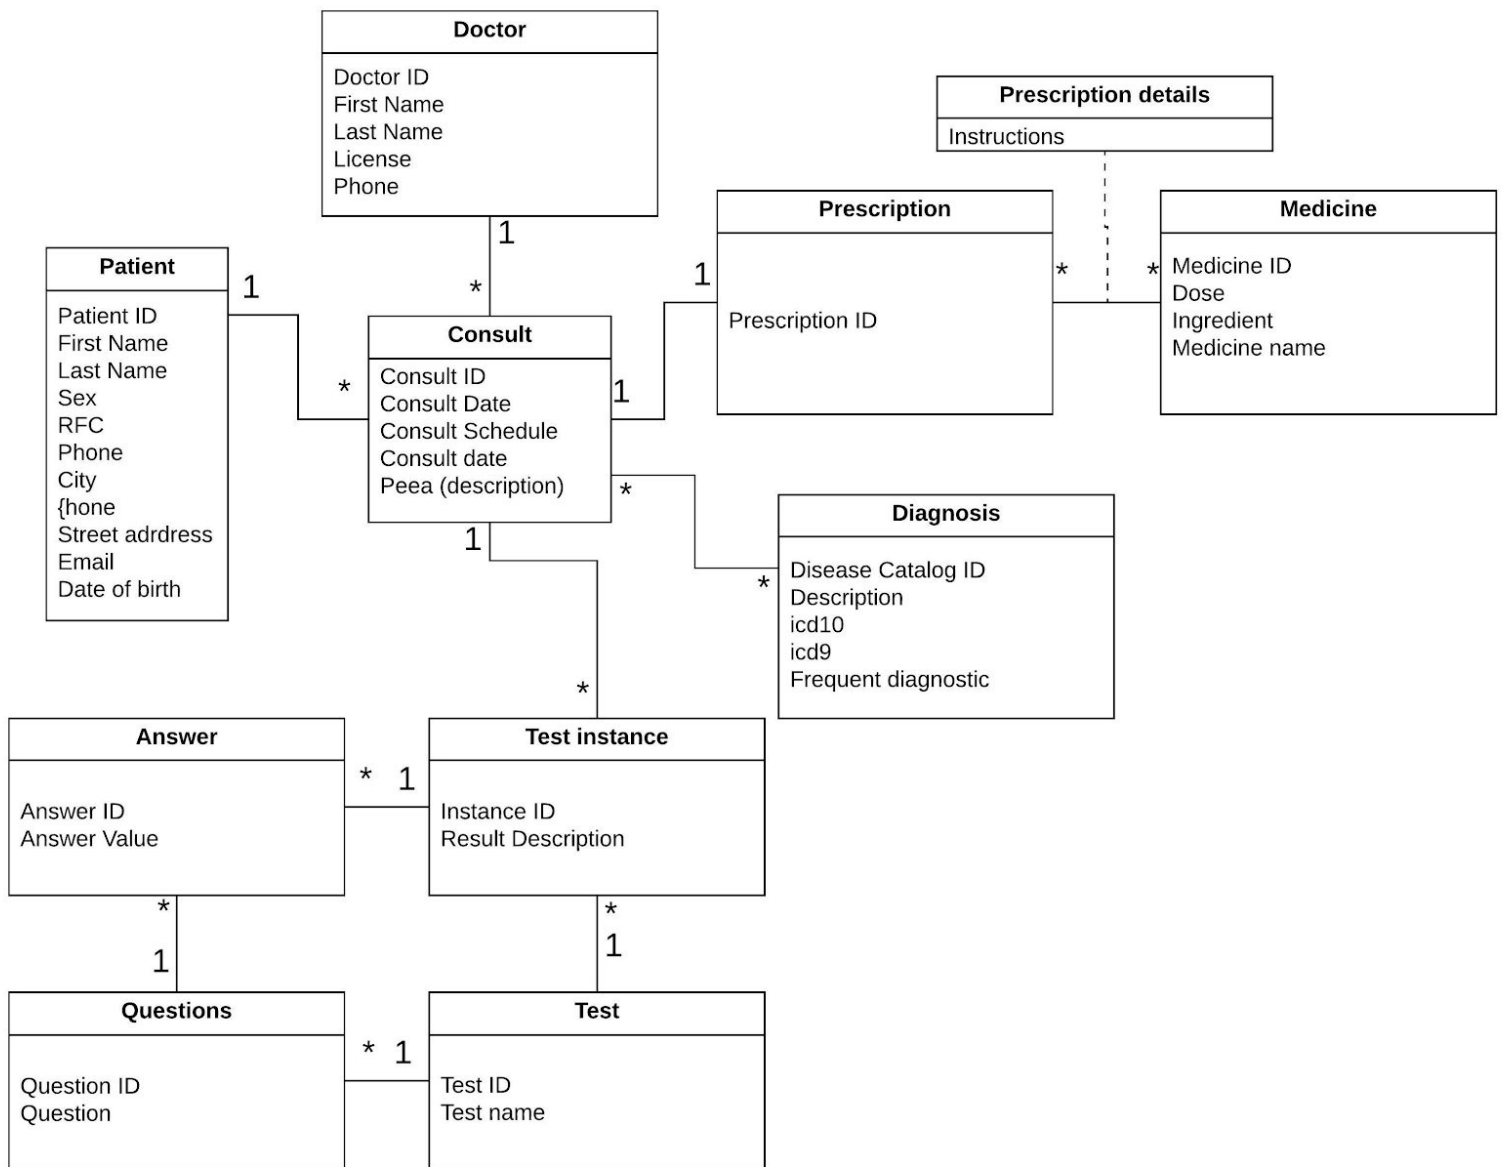 Doctor
Doctor ID
First Name
Last Name
License
Phone
Prescription details
Instructions
1
*
Patient
Patient ID
First Name
Last Name
Sex
RFC
Phone
City
{hone
Street adrdress
Email
Date of birth
1
*
Consult
Consult ID
Consult Date
Consult Schedule
Consult date
Peea (description)
1
1
Prescription
Prescription ID
*
*
Medicine
Medicine ID
Dose
Ingredient
Medicine name
*
*
Diagnosis
Disease Catalog ID
Description
icd10
icd9
Frequent diagnostic
1
*
Answer
Answer ID
Answer Value
* 1
Test instance
Instance ID
Result Description
*
1
*
1
Questions
Question ID
Question
* 1
Test
Test ID
Test name